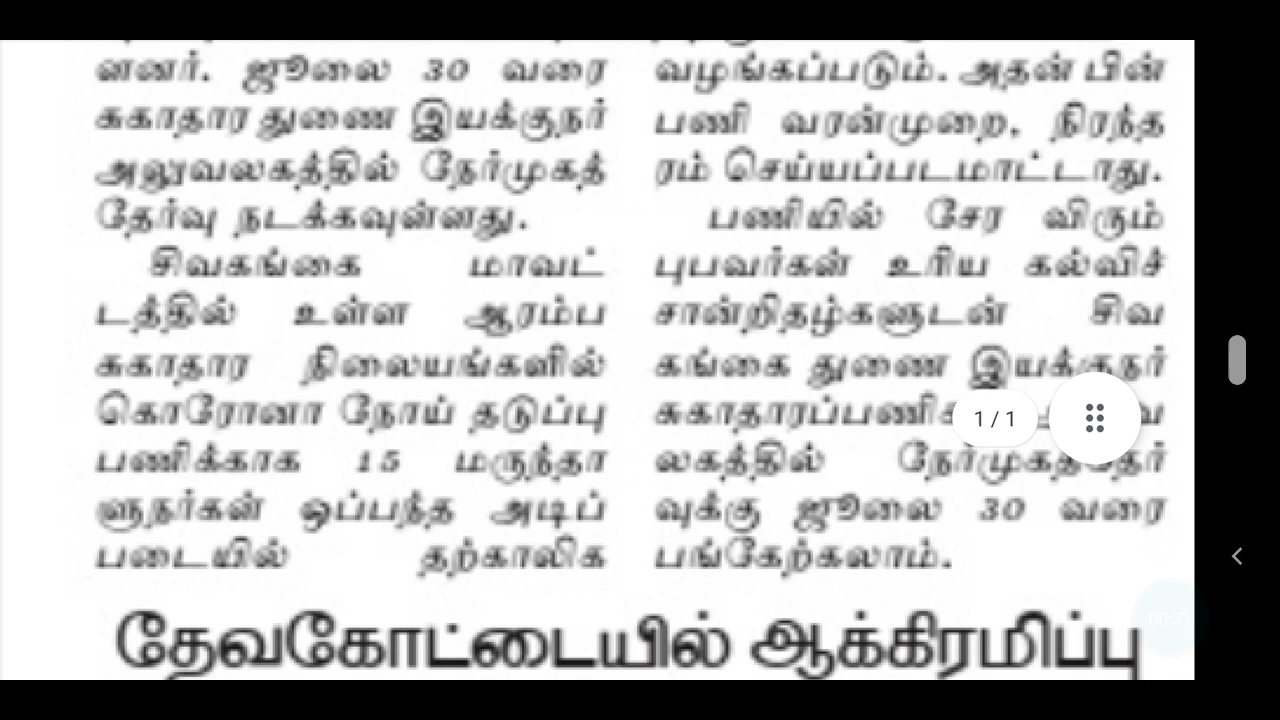 ளனர். ஜூலை 30 வரை
சுகாதார துணை இயக்குநர்
அலுவலகத்தில் நேர்முகத்
தேர்வு நடக்கவுள்ளது.
சிவகங்கை மாவட்
டத்தில் உள்ள ஆரம்ப
சுகாதார நிலையங்களில்
கொரோனா நோய் தடுப்பு
பணிக்காக 15 மருந்தா
ளுநர்கள் ஒப்பந்த அடிப்
படையில் தற்காலிக
வழங்கப்படும். அதன் பின்
பணி வரன்முறை, நிரந்த
ரம் செய்யப்படமாட்டாது.
பணியில் சேர விரும்
புபவர்கள் உரிய கல்விச்
சான்றிதழ்களுடன் சிவ
கங்கை துணை இயக்குநர்
சுகாதாரப்பணிக
லகத்தில் நேர்முகத்தேர்
வுக்கு ஜூலை 30 வரை
பங்கேற்கலாம்.
1 / 1
தேவகோட்டையில் ஆக்கிரமிப்பு